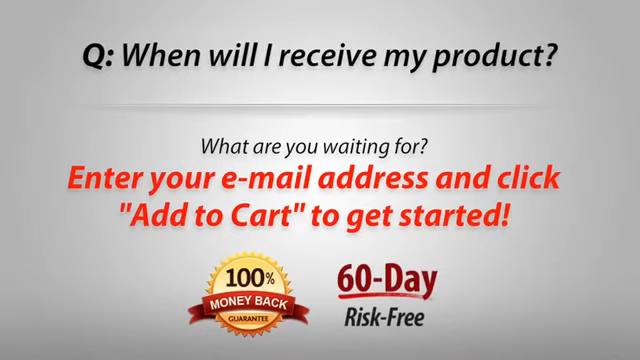 Q: When will I receive my product?
What are you waiting for?
Enter your e-mail address and click
"Add to Cart" to get started!
100%
MONEY BACK
GUARANTEE
60-Day
Risk-Free